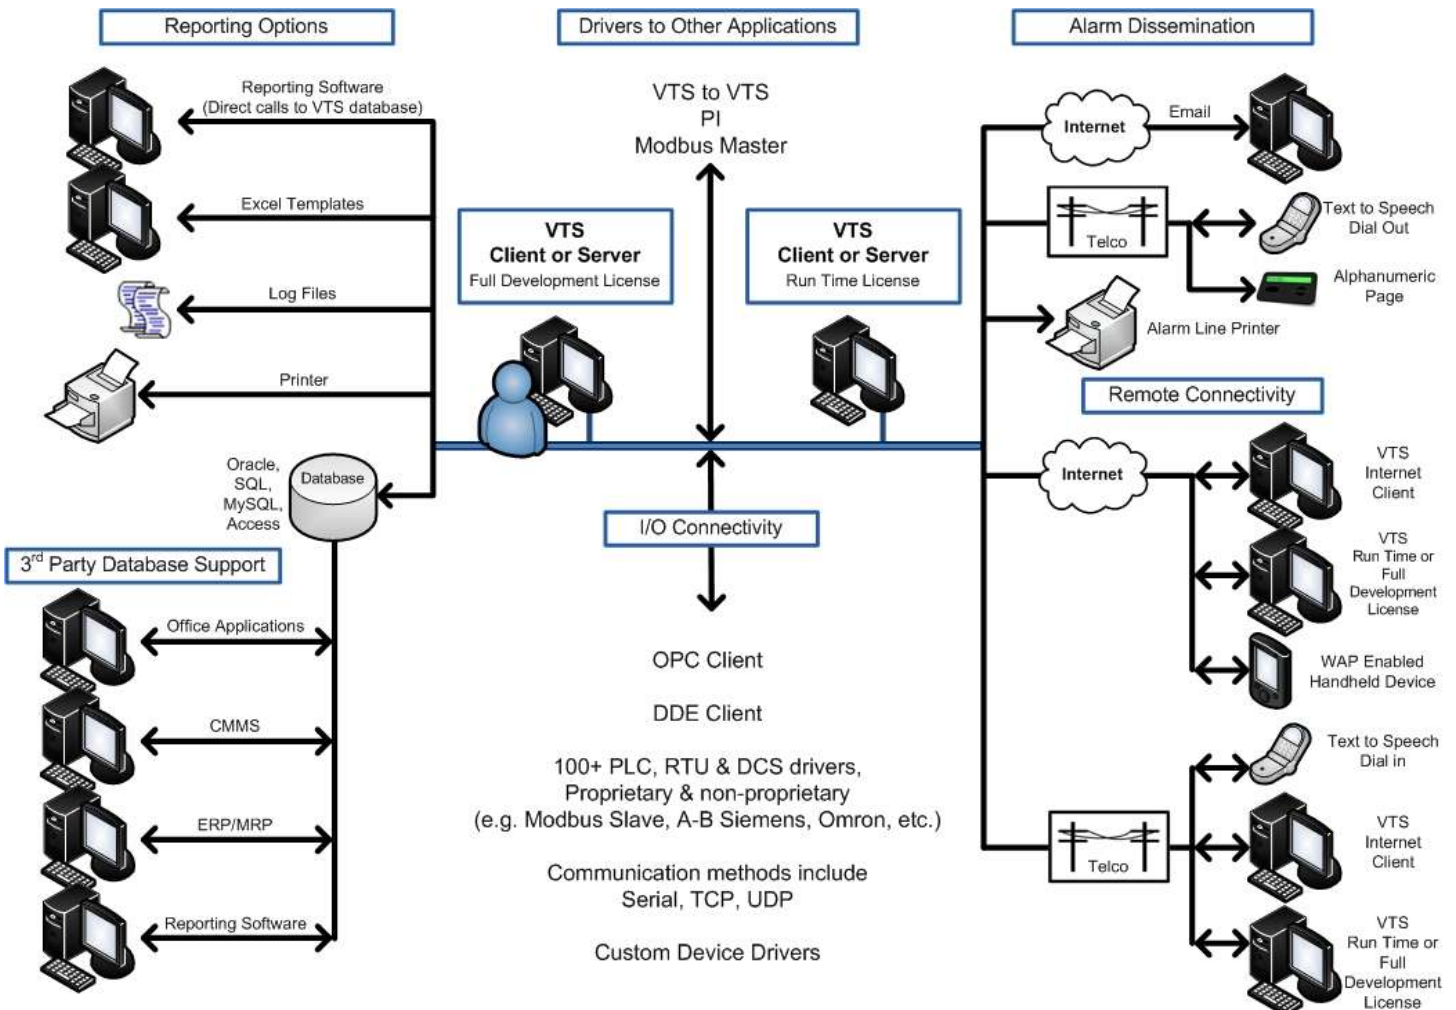 Reporting Options
Reporting Software
(Direct calls to VTS database)
Excel Templates
Log Files
Printer
Oracle,
SQL,
MySQL,
Access
Database
3rd Party Database Support
Office Applications
CMMS
ERP/MRP
Reporting Software
Drivers to Other Applications
VTS to VTS
PI
Modbus Master
VTS
Client or Server
Full Development License
VTS
Client or Server
Run Time License
I/O Connectivity
OPC Client
DDE Client
100+ PLC, RTU & DCS drivers,
Proprietary & non-proprietary
(e.g. Modbus Slave, A-B Siemens, Omron, etc.)
Communication methods include
Serial, TCP, UDP
Custom Device Drivers
Alarm Dissemination
Internet
Email
Telco
Text to Speech
Dial Out
Alphanumeric
Page
Alarm Line Printer
Remote Connectivity
Internet
VTS
Internet
Client
VTS
Run Time or
Full
Development
License
WAP Enabled
Handheld Device
Text to Speech
Dial in
Telco
VTS
Internet
Client
VTS
Run Time or
Full
Development
License